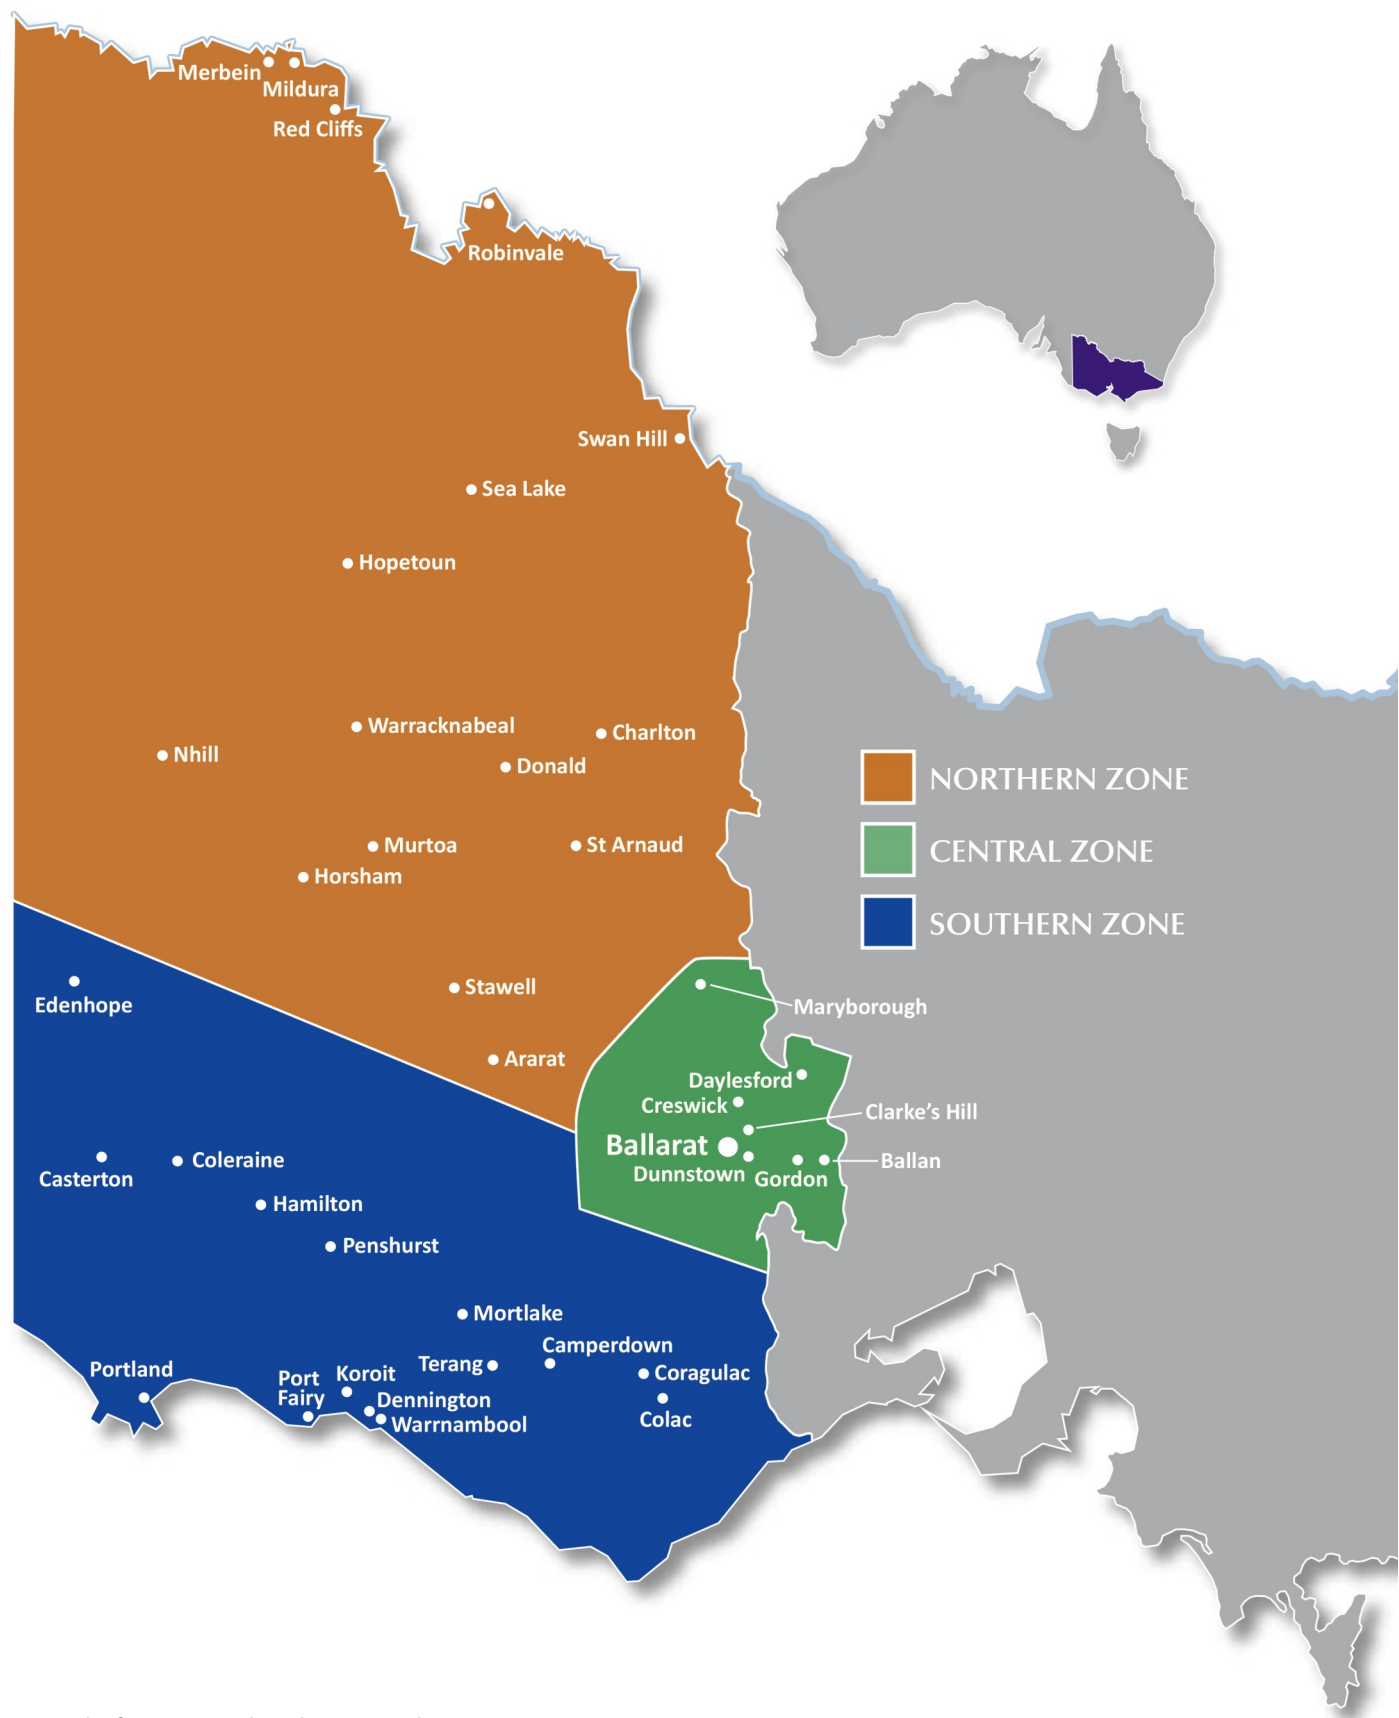 Merbein
Mildura
Red Cliffs
Robinvale
Swan Hill
Sea Lake
Hopetoun
Warracknabeal
Charlton
Nhill
Donald
NORTHERN ZONE
Murtoa
St Arnaud
CENTRAL ZONE
Horsham
SOUTHERN ZONE
Stawell
Edenhope
Maryborough
Ararat
Daylesford
Creswick
Clarke's Hill
Ballarat
Coleraine
Ballan
Casterton
Dunnstown
Gordon
Hamilton
Penshurst
Mortlake
Camperdown
Portland
Terang
Koroit
Coragulac
Port
Fairy
Dennington
Colac
Warrnambool